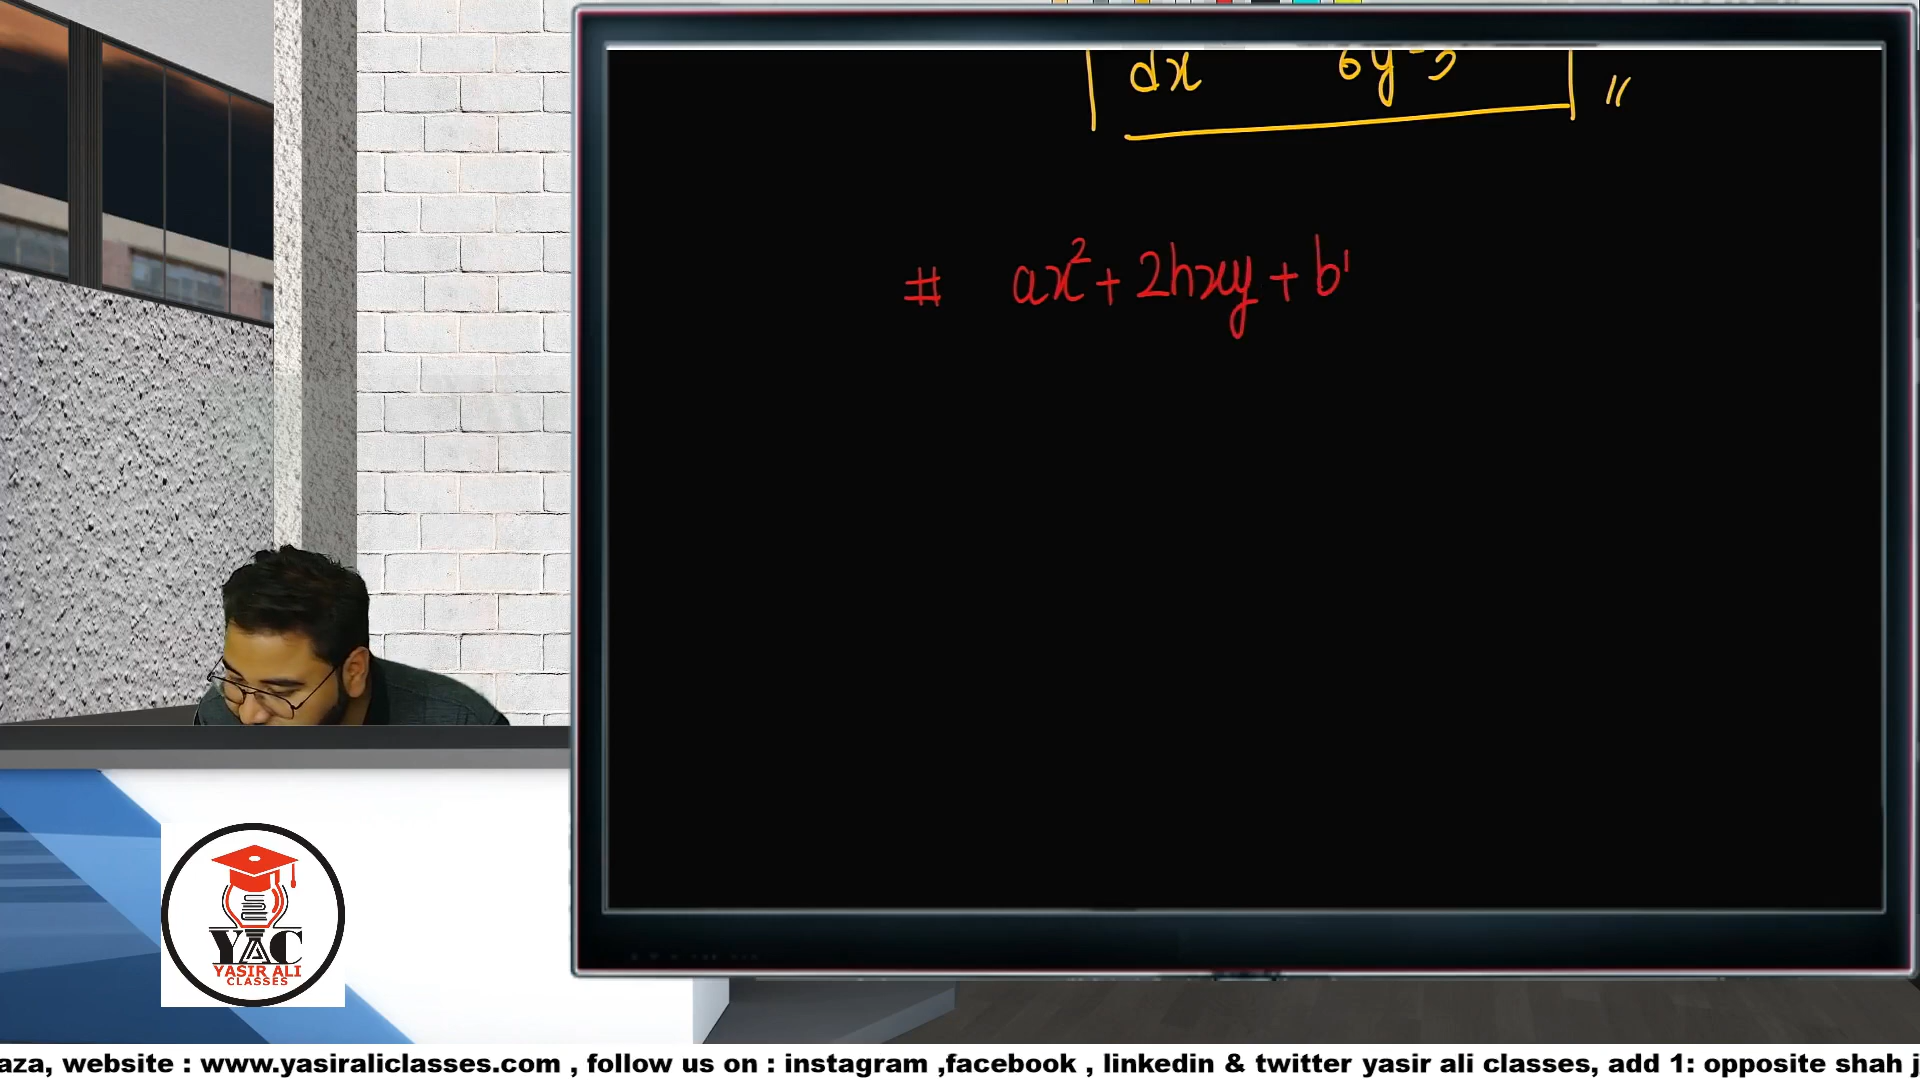 dx 6y-5 //
# ax² + 2hxy + b
YAC
YASIR ALI
CLASSES
aza, website : www.yasiraliclasses.com , follow us on : instagram ,facebook , linkedin & twitter yasir ali classes, add 1: opposite shah j